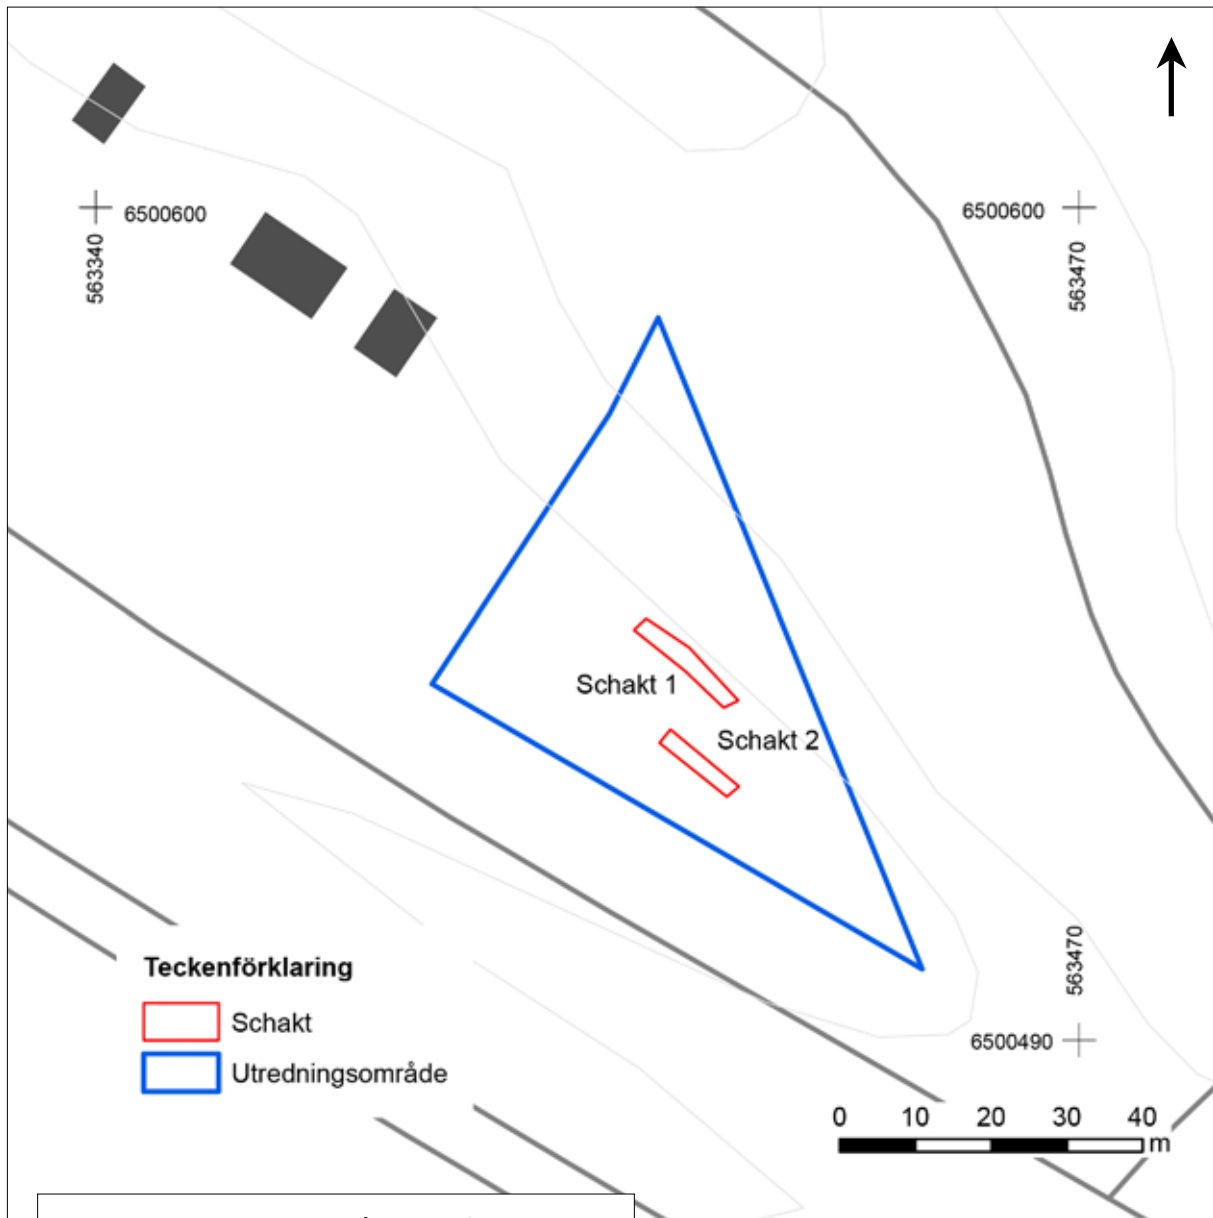 6500600
563340
6500600
563470
Schakt 1
Schakt 2
563470
6500490
Teckenförklaring
Schakt
Utredningsområde
0 10 20 30 40
m